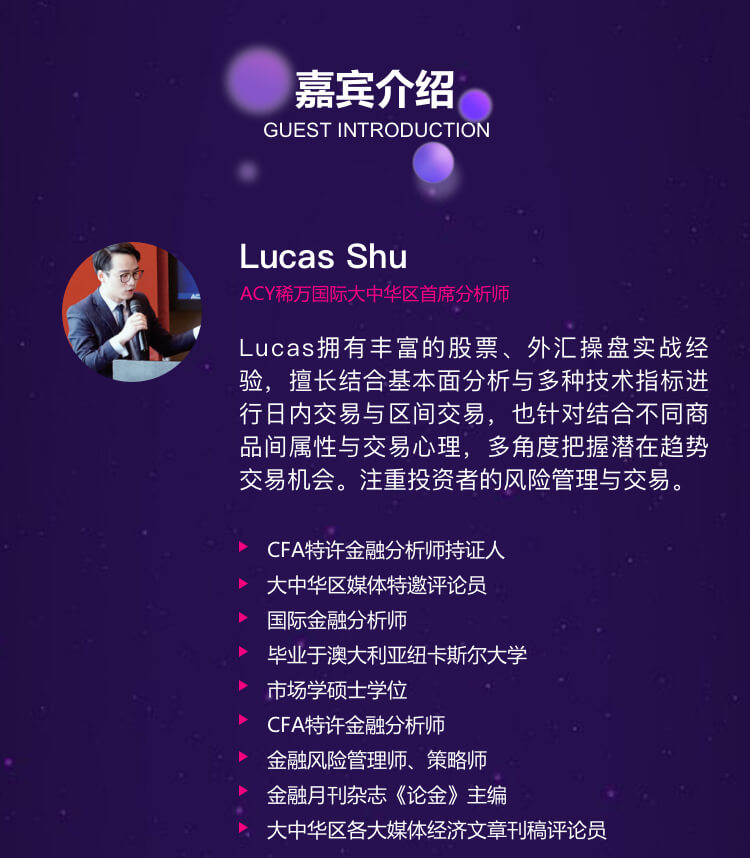 嘉宾介绍
GUEST INTRODUCTION
Lucas Shu
ACY稀万国际大中华区首席分析师
Lucas拥有丰富的股票、外汇操盘实战经
验，擅长结合基本面分析与多种技术指标进
行日内交易与区间交易，也针对结合不同商
品间属性与交易心理，多角度把握潜在趋势
交易机会。注重投资者的风险管理与交易。
CFA特许金融分析师持证人
大中华区媒体特邀评论员
国际金融分析师
毕业于澳大利亚纽卡斯尔大学
市场学硕士学位
CFA特许金融分析师
金融风险管理师、策略师
金融月刊杂志《论金》主编
大中华区各大媒体经济文章刊稿评论员